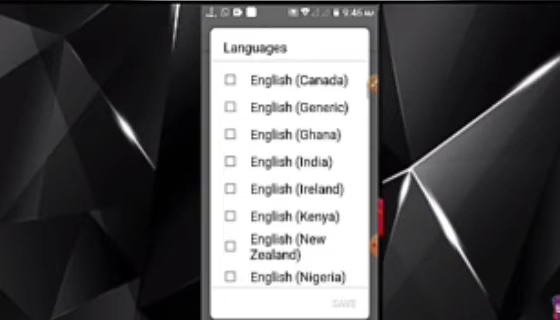 9:46 AM
Languages
English (Canada)
English (Generic)
English (Ghana)
English (India)
English (Ireland)
English (Kenya)
English (New
Zealand)
English (Nigeria)
SAVE